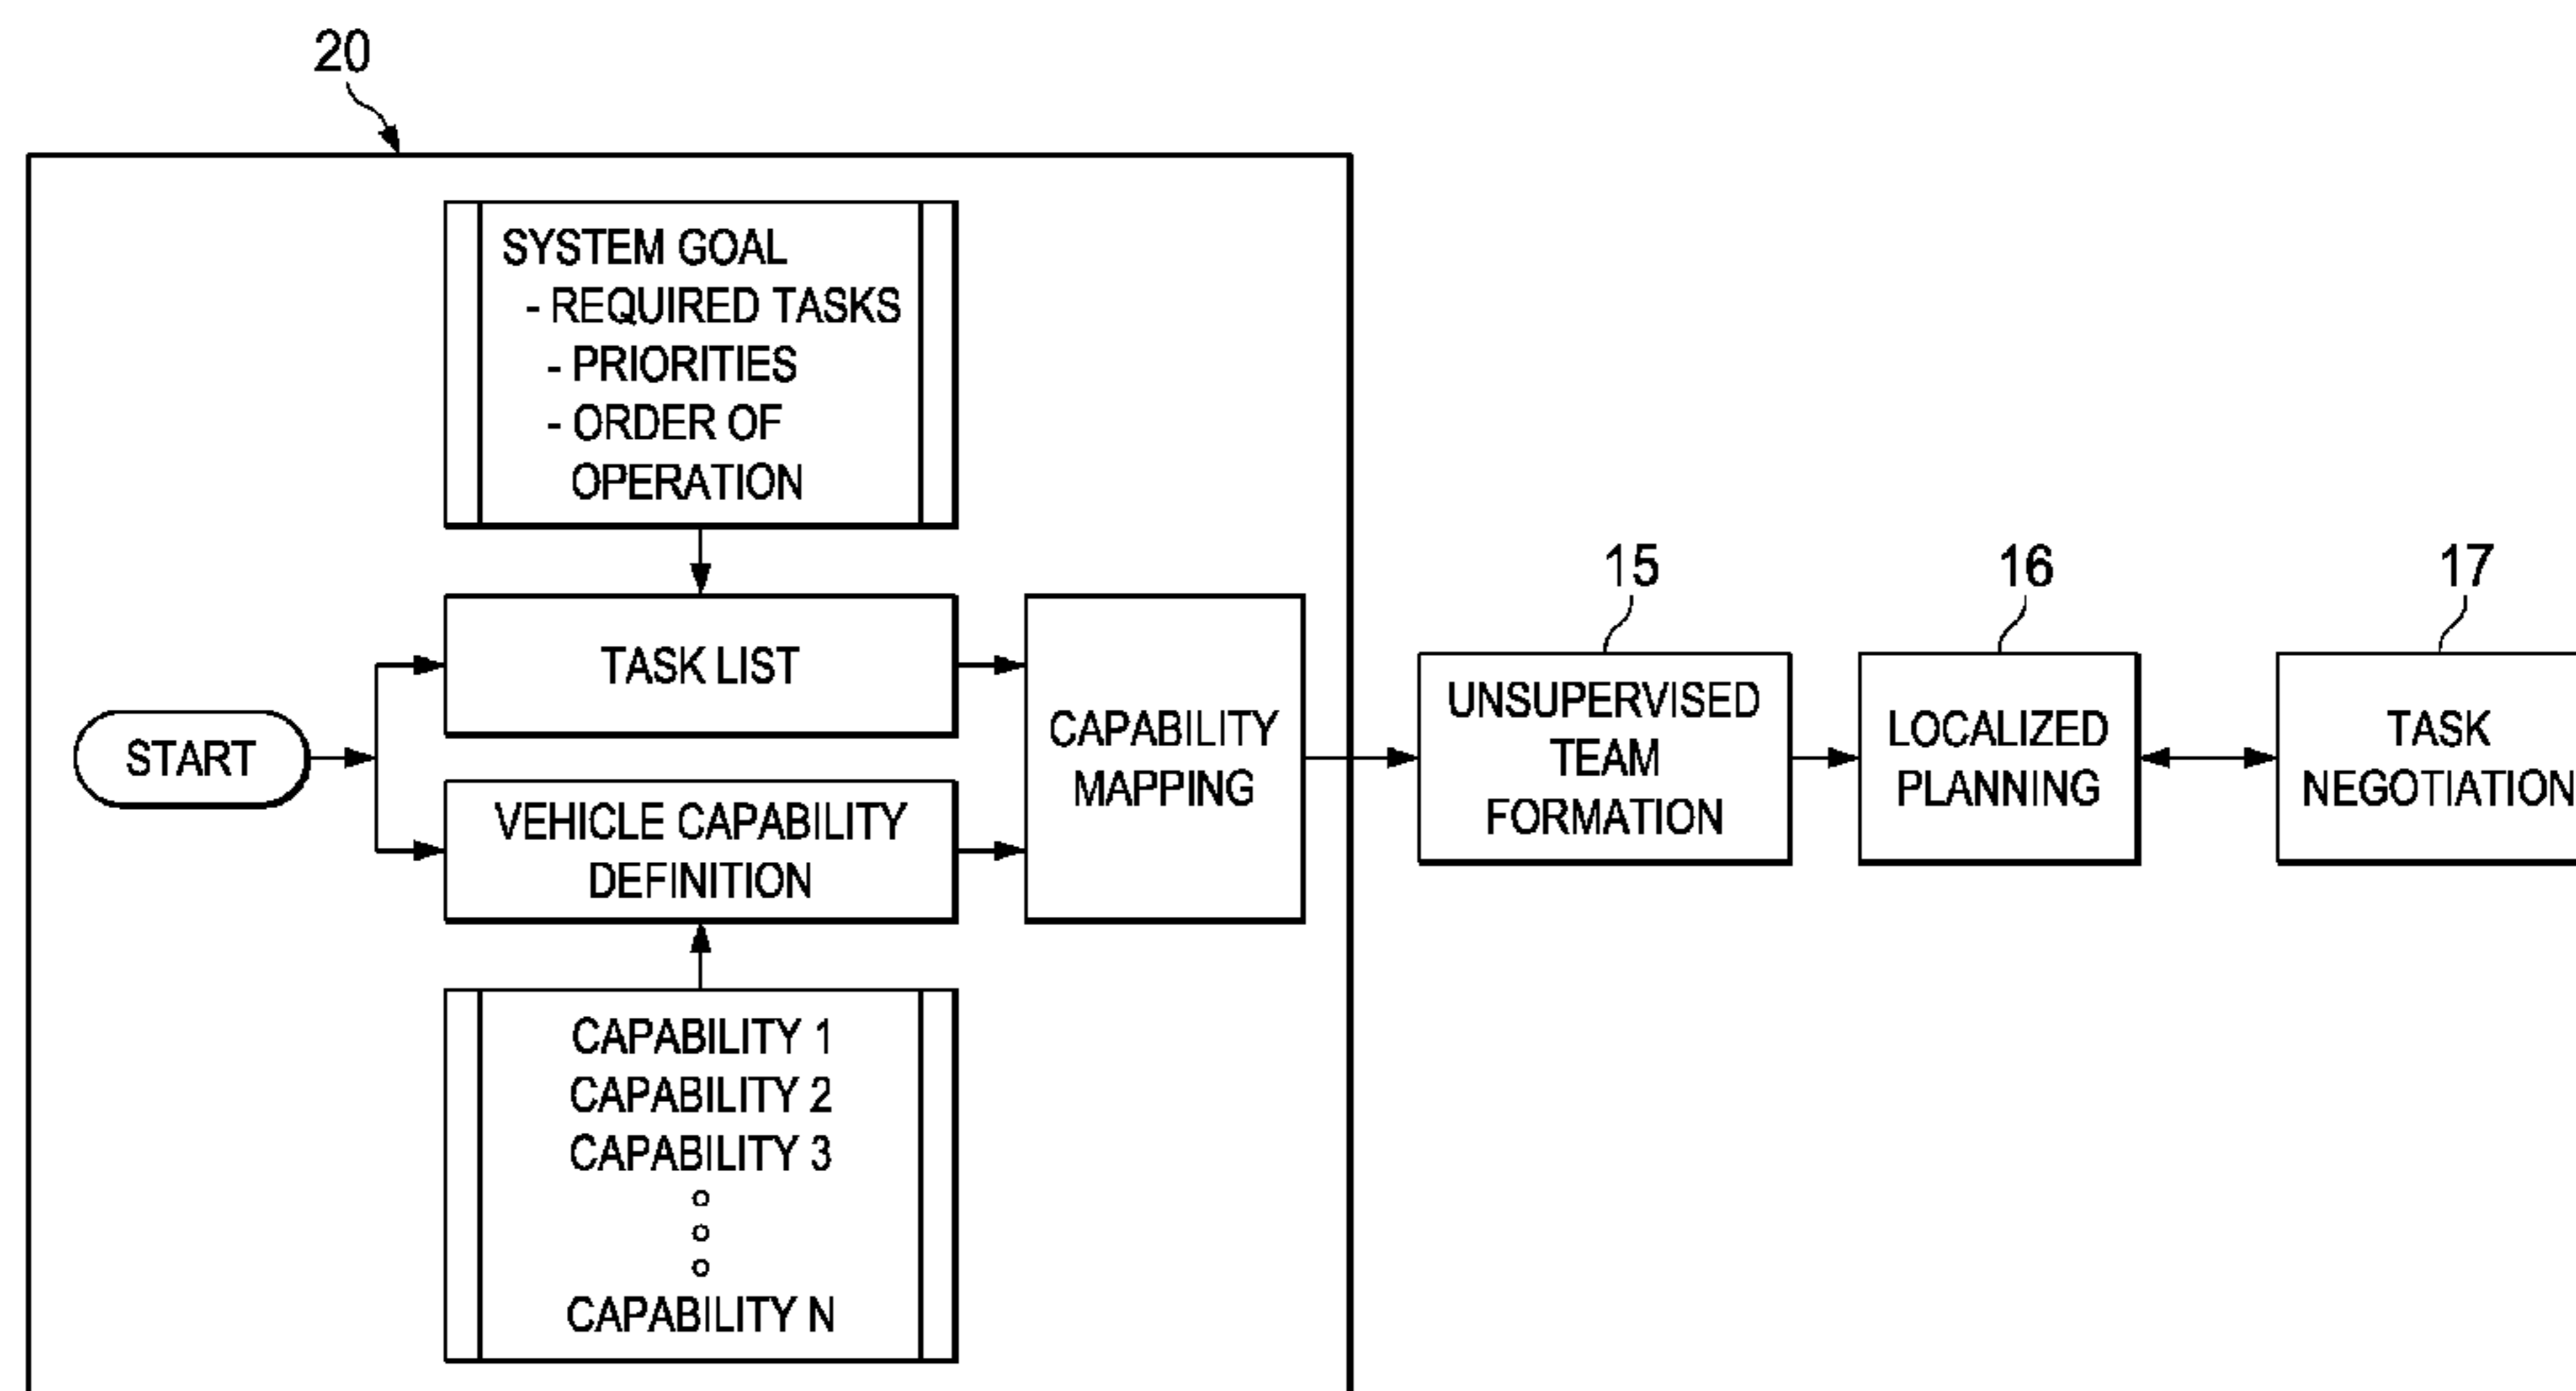 20
SYSTEM GOAL
- REQUIRED TASKS
- PRIORITIES
- ORDER OF
OPERATION
START
TASK LIST
VEHICLE CAPABILITY
DEFINITION
CAPABILITY 1
CAPABILITY 2
CAPABILITY 3
CAPABILITY N
CAPABILITY
MAPPING
15
UNSUPERVISED
TEAM
FORMATION
16
LOCALIZED
PLANNING
17
TASK
NEGOTIATION